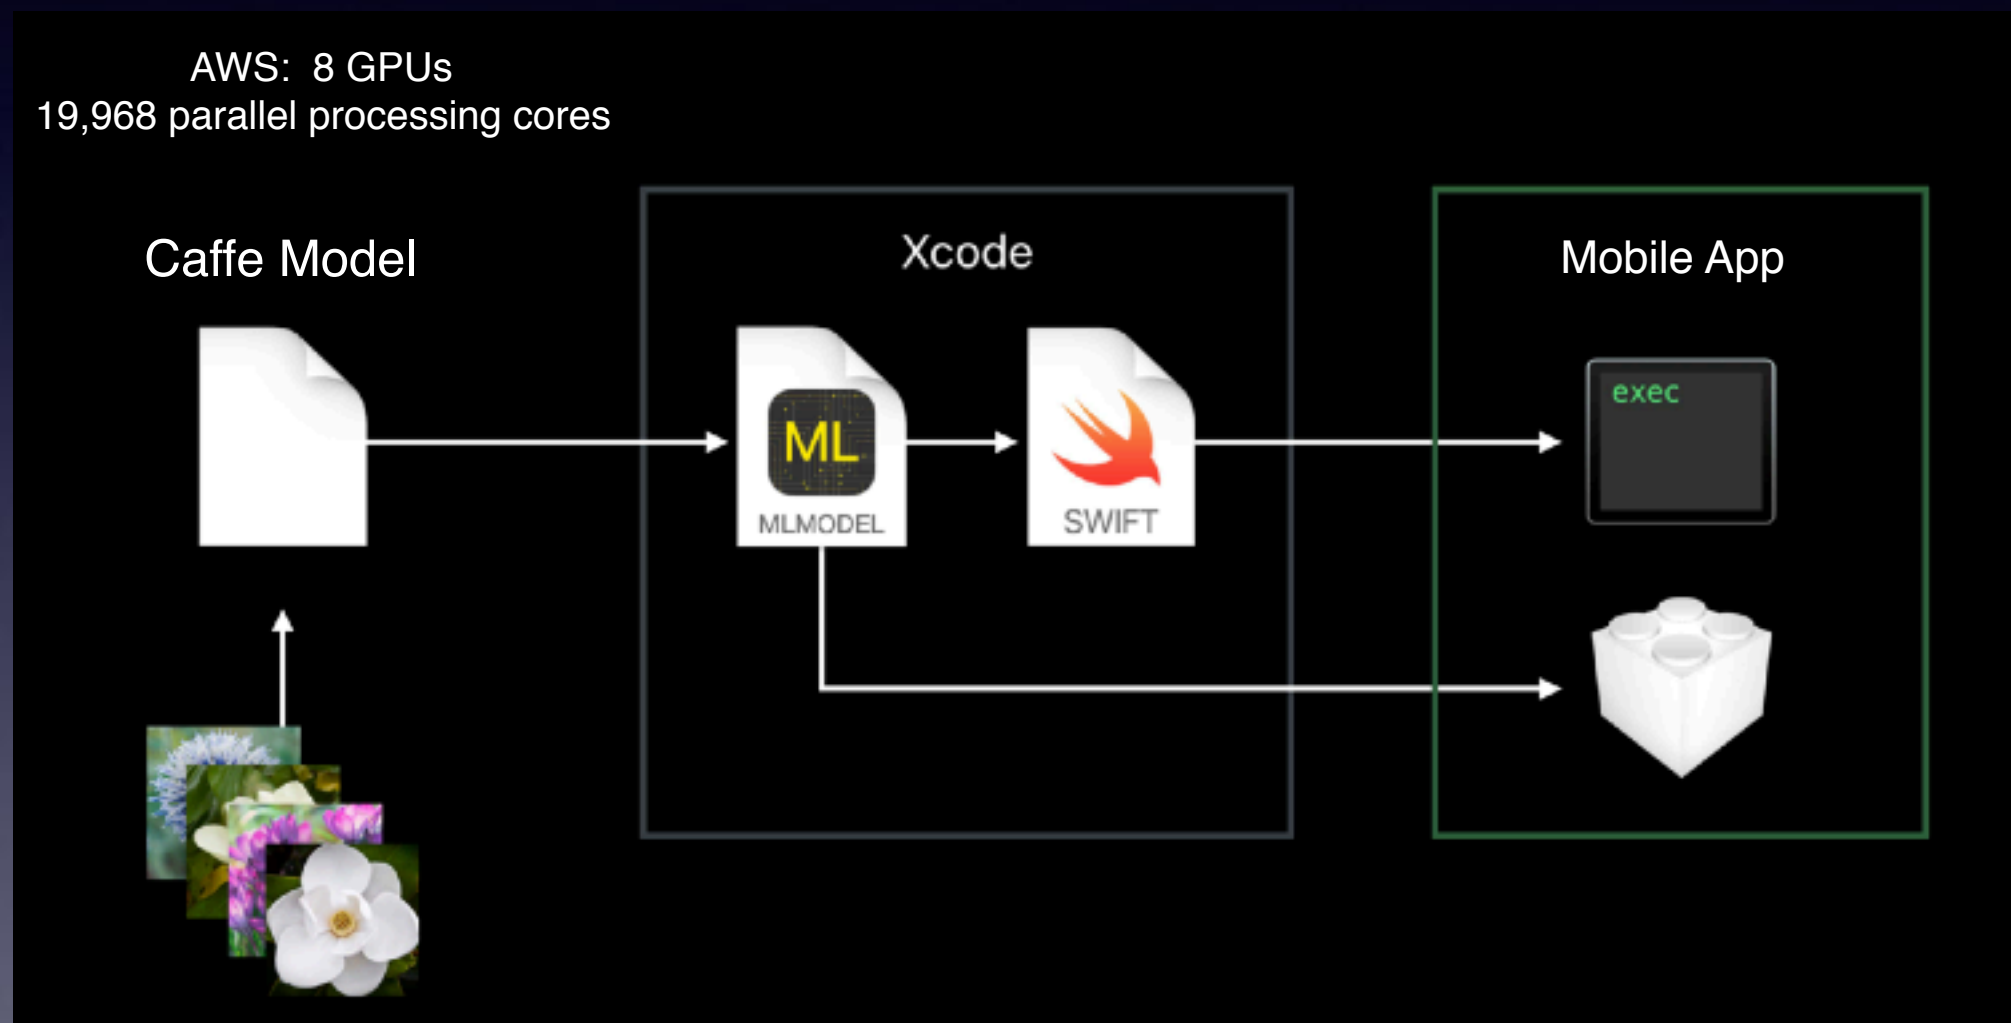 AWS:  8 GPUs
19,968 parallel processing cores
Caffe Model
Xcode
Mobile App
ML
MLMODEL
SWIFT
exec